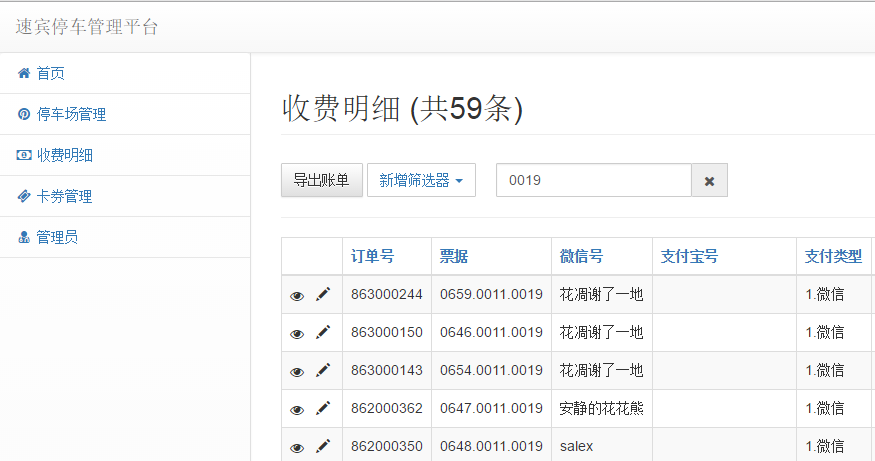 速宾停车管理平台
首页
停车场管理
收费明细
卡券管理
管理员
收费明细 (共59条)
导出账单 新增筛选器 0019
订单号 票据 微信号 支付宝号 支付类型
863000244 0659.0011.0019 花凋谢了一地 1.微信
863000150 0646.0011.0019 花凋谢了一地 1.微信
863000143 0654.0011.0019 花凋谢了一地 1.微信
862000362 0647.0011.0019 安静的花花熊 1.微信
862000350 0648.0011.0019 salex 1.微信